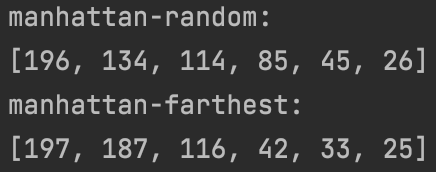 manhattan-random:
[196, 134, 114, 85, 45, 26]
manhattan-farthest:
[197, 187, 116, 42, 33, 25]